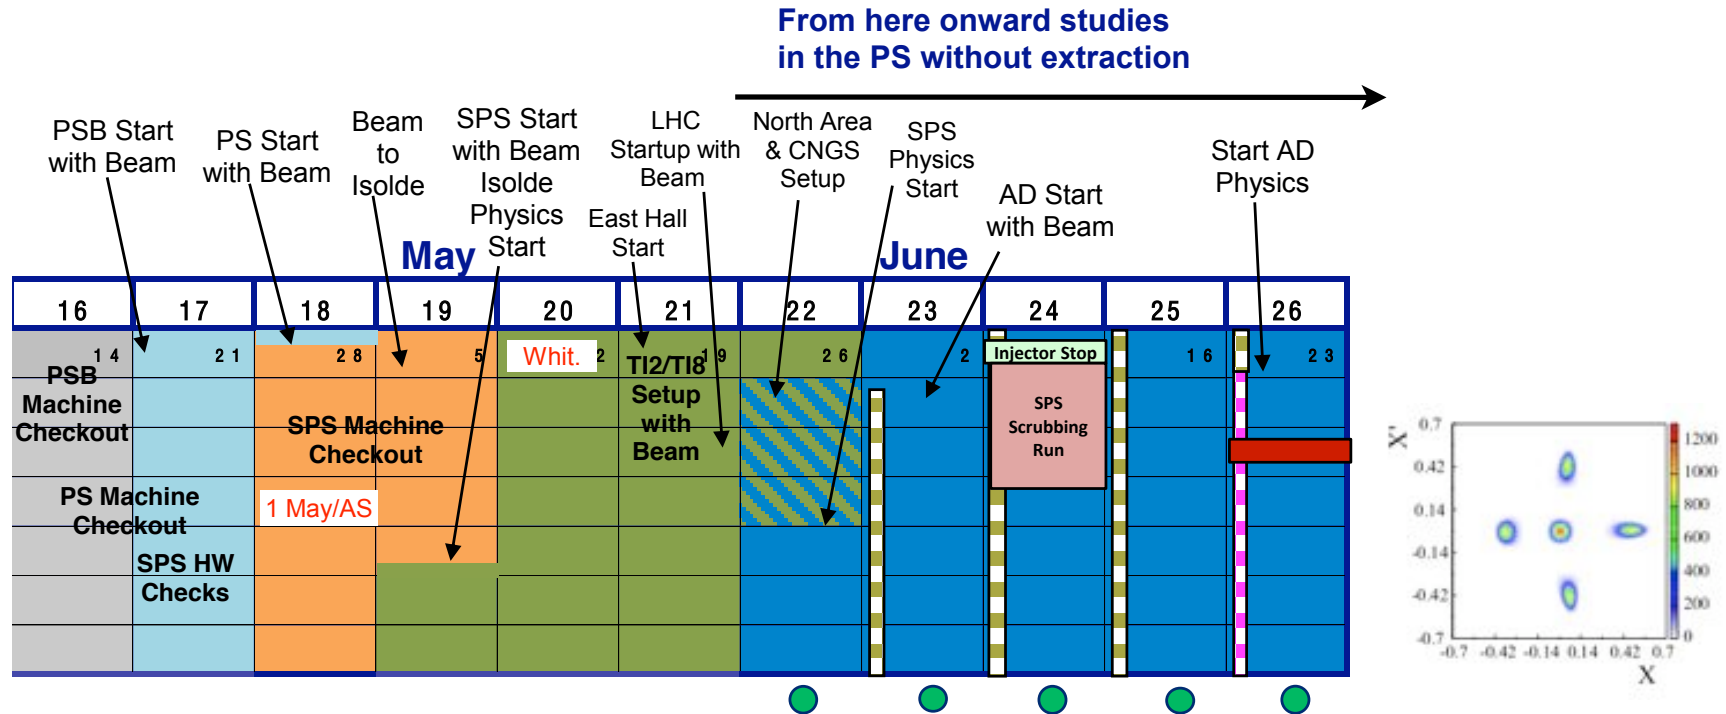 From here onward studies
in the PS without extraction
PSB Start
with Beam
PS Start
with Beam
Beam
to
Isolde
SPS Start
with Beam
Isolde
Physics
Start
LHC
Startup with
Beam
East Hall
Start
North Area
& CNGS
Setup
SPS
Physics
Start
AD Start
with Beam
Start AD
Physics
May
June
16 17 18 19 20 21 22 23 24 25 26
14 21 28 5 2 19 26 2 16 23
Whit.
Injector Stop
PSB
Machine
Checkout
PS Machine
Checkout
SPS HW
Checks
SPS Machine
Checkout
1 May/AS
TI2/TI8
Setup
with
Beam
SPS
Scrubbing
Run
X'
0.7
0.42
0.14
-0.14
-0.42
-0.7
-0.7 -0.42 -0.14 0.14 0.42 0.7
X
1200
1000
800
600
400
200
0